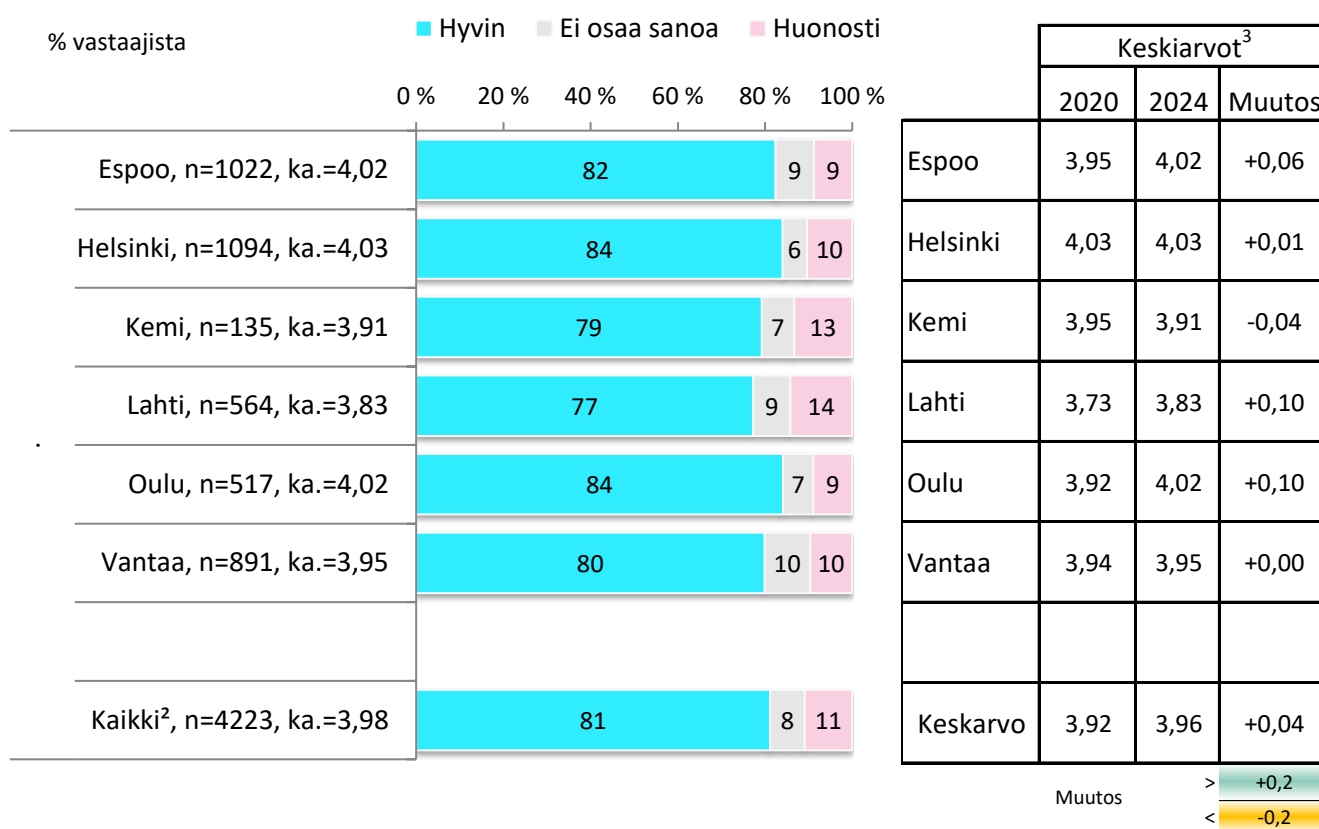 % vastaajista
Hyvin Ei osaa sanoa Huonosti
0 % 20 % 40 % 60 % 80 % 100 %
Espoo, n=1022, ka.=4,02 82 9 9
Helsinki, n=1094, ka.=4,03 84 6 10
Kemi, n=135, ka.=3,91 79 7 13
Lahti, n=564, ka.=3,83 77 9 14
.
Oulu, n=517, ka.=4,02 84 7 9
Vantaa, n=891, ka.=3,95 80 10 10
Kaikki², n=4223, ka.=3,98 81 8 11
Keskiarvot³
2020 2024 Muutos
Espoo 3,95 4,02 +0,06
Helsinki 4,03 4,03 +0,01
Kemi 3,95 3,91 -0,04
Lahti 3,73 3,83 +0,10
Oulu 3,92 4,02 +0,10
Vantaa 3,94 3,95 +0,00
Keskarvo 3,92 3,96 +0,04
Muutos
> +0,2
< -0,2